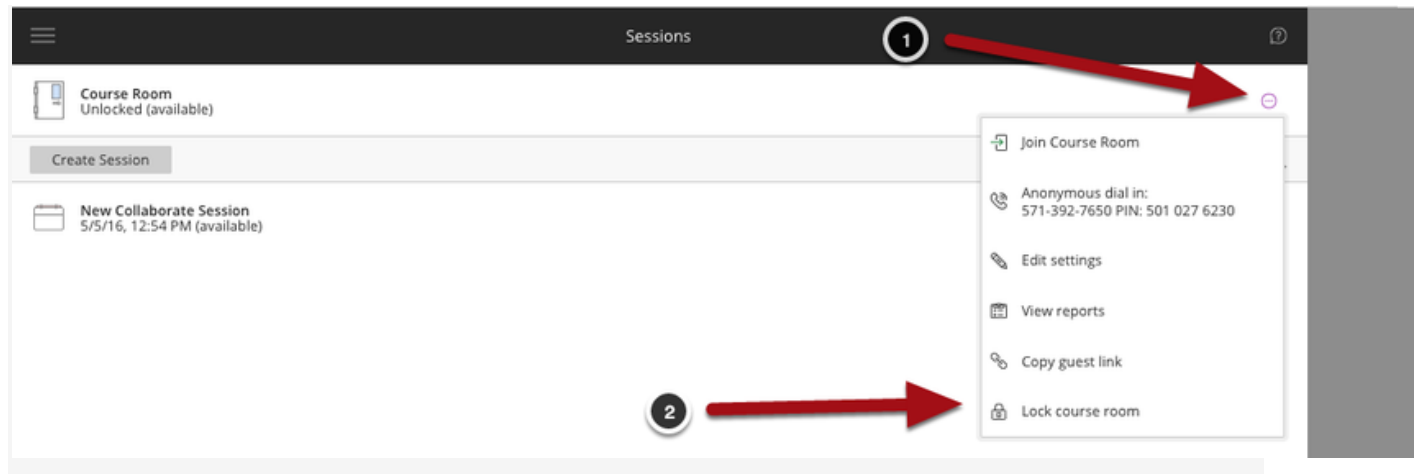 Sessions
1
Course Room
Unlocked (available)
Join Course Room
Create Session
Anonymous dial in:
571-392-7650 PIN: 501 027 6230
New Collaborate Session
5/5/16, 12:54 PM (available)
Edit settings
View reports
Copy guest link
2
Lock course room